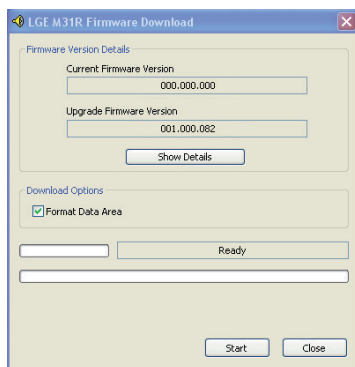 LGE M31R Firmware Download
Firmware Version Details
Current Firmware Version
000.000.000
Upgrade Firmware Version
001.000.082
Show Details
Download Options
Format Data Area
Ready
Start Close